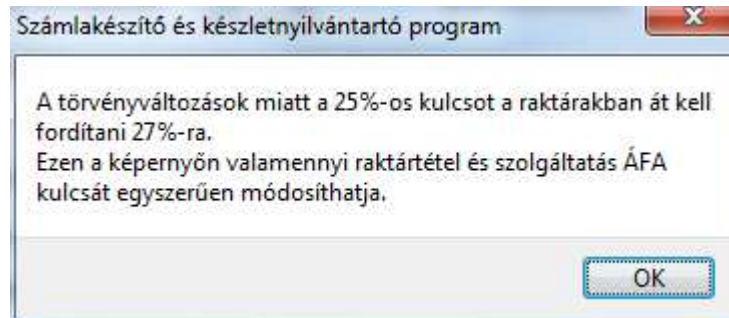 Számlakészítő és készletnyilvántartó program
A törvényváltozások miatt a 25%-os kulcsot a raktárakban át kell
fordítani 27%-ra.
Ezen a képernyőn valamennyi raktártétel és szolgáltatás ÁFA
kulcsát egyszerűen módosíthatja.
OK